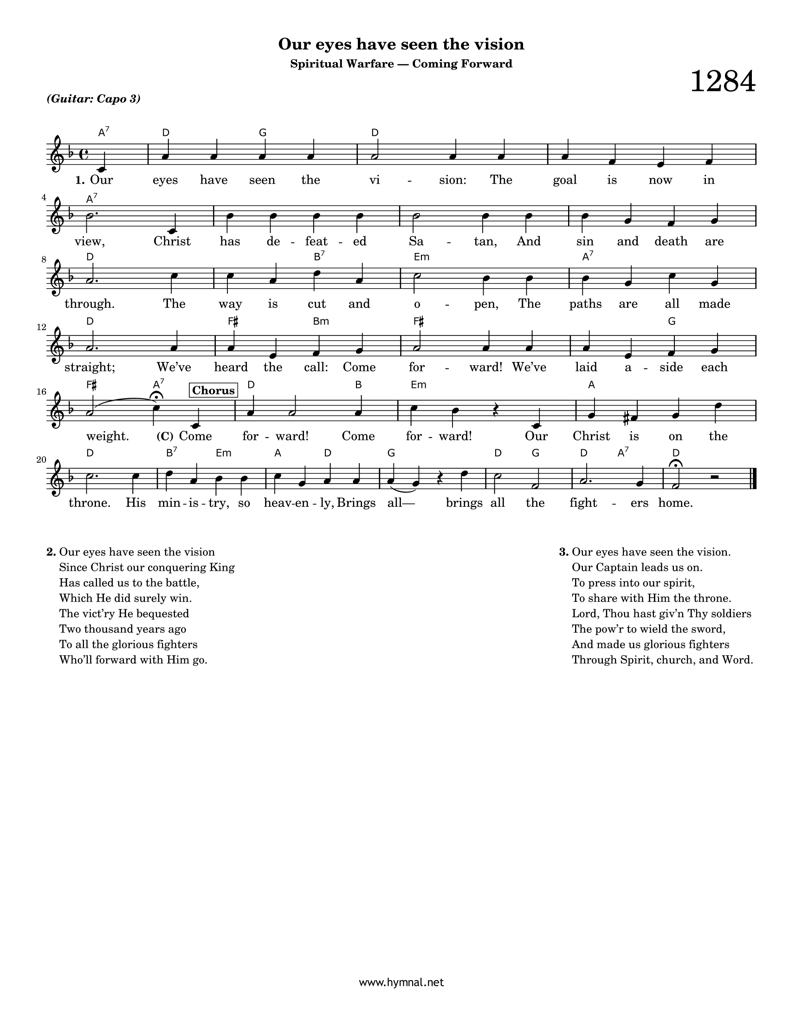 Our eyes have seen the vision
Spiritual Warfare — Coming Forward
1284
(Guitar: Capo 3)
A7 D G D
1. Our eyes have seen the vi - sion: The goal is now in
4
A7
view, Christ has de - feat - ed Sa - tan, And sin and death are
8
D B7 Em A7
through. The way is cut and o - pen, The paths are all made
12
D F♯ Bm F♯ G
straight; We've heard the call: Come for - ward! We've laid a - side each
16
F♯ A7 Chorus D B Em A
weight. (C) Come for - ward! Come for - ward! Our Christ is on the
20
D B7 Em A D G D G D A7 D
throne. His min - is - try, so heav-en - ly, Brings all— brings all the fight - ers home.
2. Our eyes have seen the vision
Since Christ our conquering King
Has called us to the battle,
Which He did surely win.
The vict'ry He bequested
Two thousand years ago
To all the glorious fighters
Who'll forward with Him go.
3. Our eyes have seen the vision.
Our Captain leads us on.
To press into our spirit,
To share with Him the throne.
Lord, Thou hast giv'n Thy soldiers
The pow'r to wield the sword,
And made us glorious fighters
Through Spirit, church, and Word.
www.hymnal.net